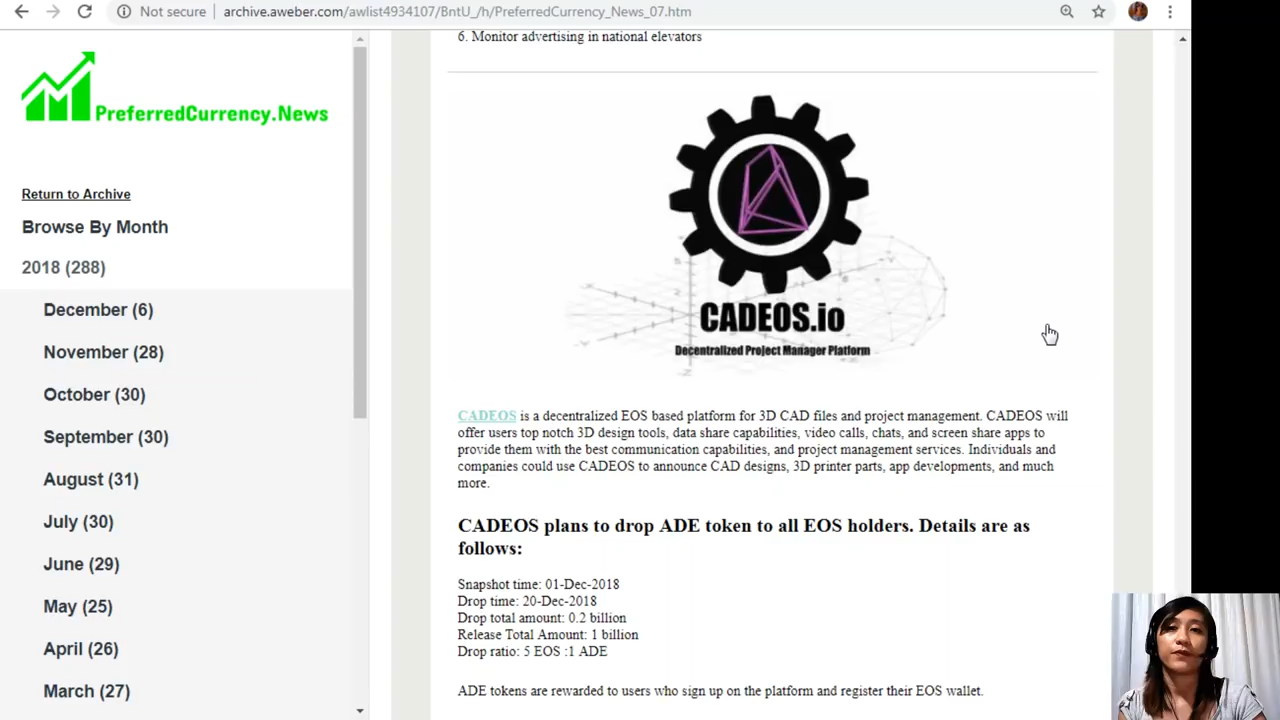 Not secure | archive.aweber.com/awlist4934107/BntU_/h/PreferredCurrency_News_07.htm
PreferredCurrency.News
Return to Archive
Browse By Month
2018 (288)
December (6)
November (28)
October (30)
September (30)
August (31)
July (30)
June (29)
May (25)
April (26)
March (27)
6. Monitor advertising in national elevators
CADEOS.io
Decentralized Project Manager Platform
CADEOS is a decentralized EOS based platform for 3D CAD files and project management. CADEOS will
offer users top notch 3D design tools, data share capabilities, video calls, chats, and screen share apps to
provide them with the best communication capabilities, and project management services. Individuals and
companies could use CADEOS to announce CAD designs, 3D printer parts, app developments, and much
more.
CADEOS plans to drop ADE token to all EOS holders. Details are as
follows:
Snapshot time: 01-Dec-2018
Drop time: 20-Dec-2018
Drop total amount: 0.2 billion
Release Total Amount: 1 billion
Drop ratio: 5 EOS :1 ADE
ADE tokens are rewarded to users who sign up on the platform and register their EOS wallet.